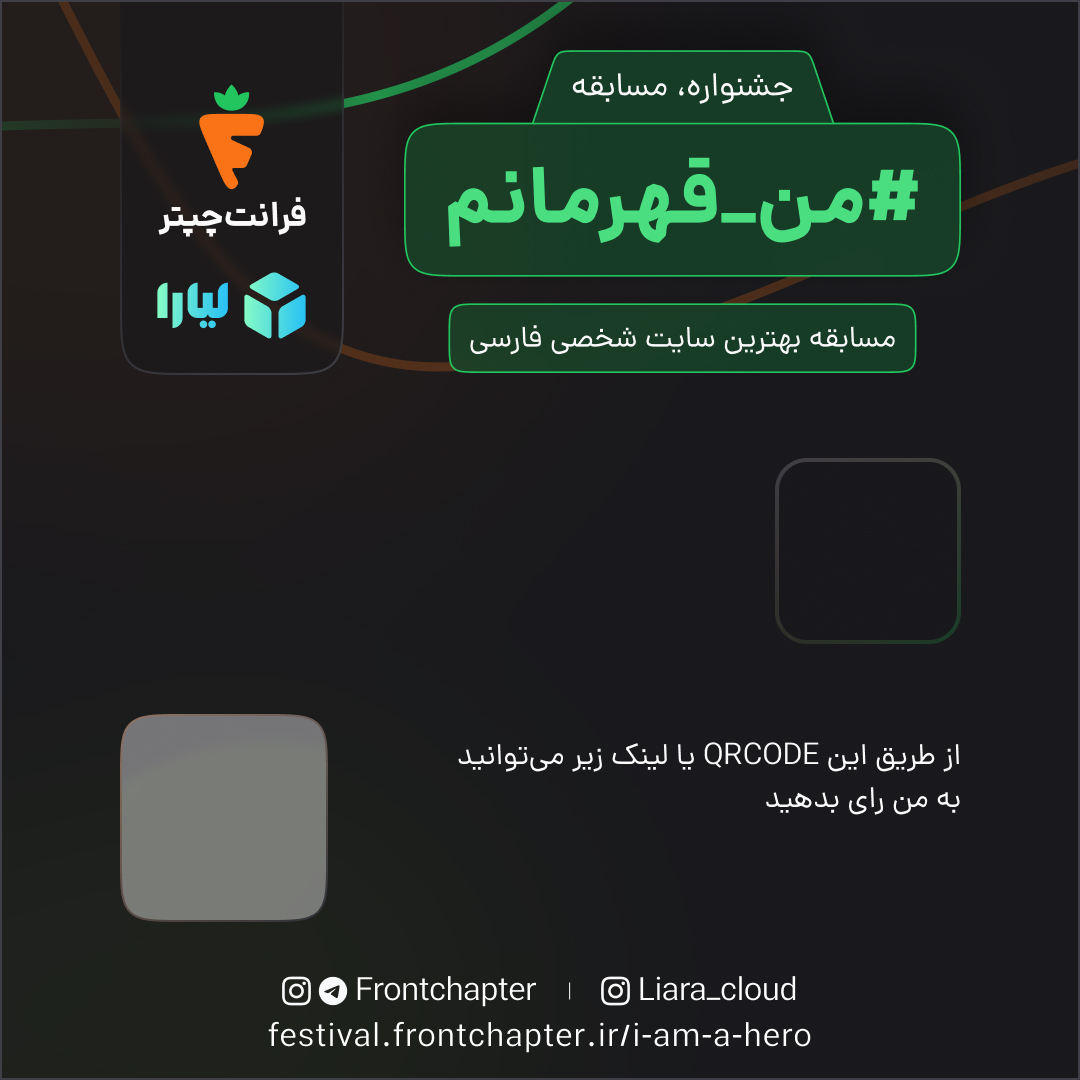 جشنواره، مسابقه
#من_قهرمانم
مسابقه بهترین سایت شخصی فارسی
فرانت‌چپتر
لیارا
از طریق این QRCODE یا لینک زیر می‌توانید
به من رای بدهید
Frontchapter | Liara_cloud
festival.frontchapter.ir/i-am-a-hero